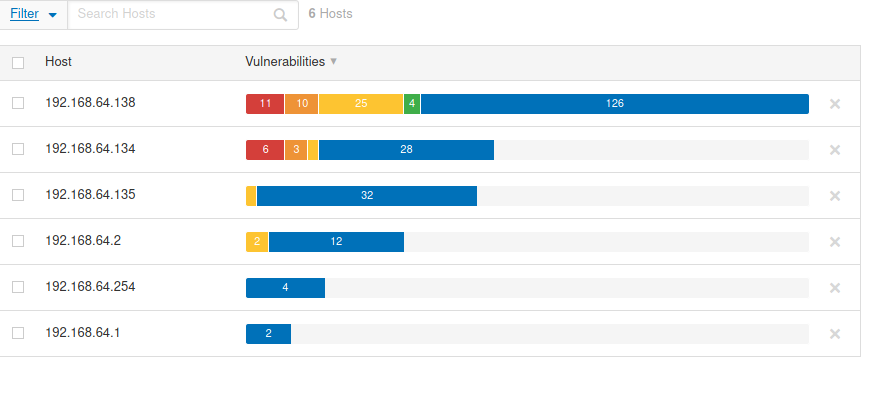 Filter Search Hosts 6 Hosts
Host Vulnerabilities
192.168.64.138 11 10 25 4 126
192.168.64.134 6 3 28
192.168.64.135 32
192.168.64.2 2 12
192.168.64.254 4
192.168.64.1 2